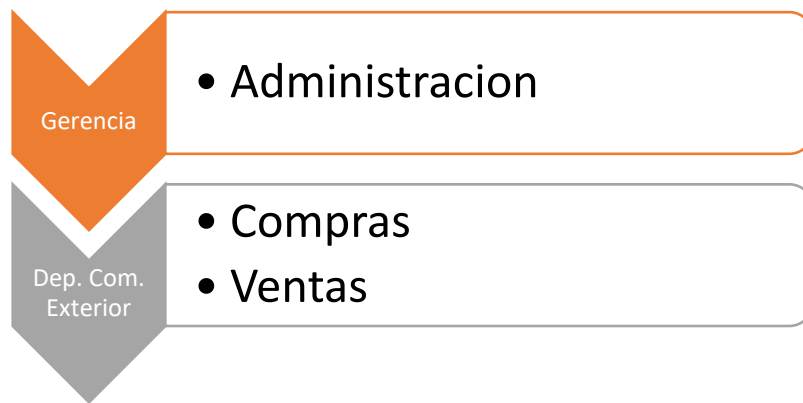 Gerencia
• Administracion
Dep. Com.
Exterior
• Compras
• Ventas